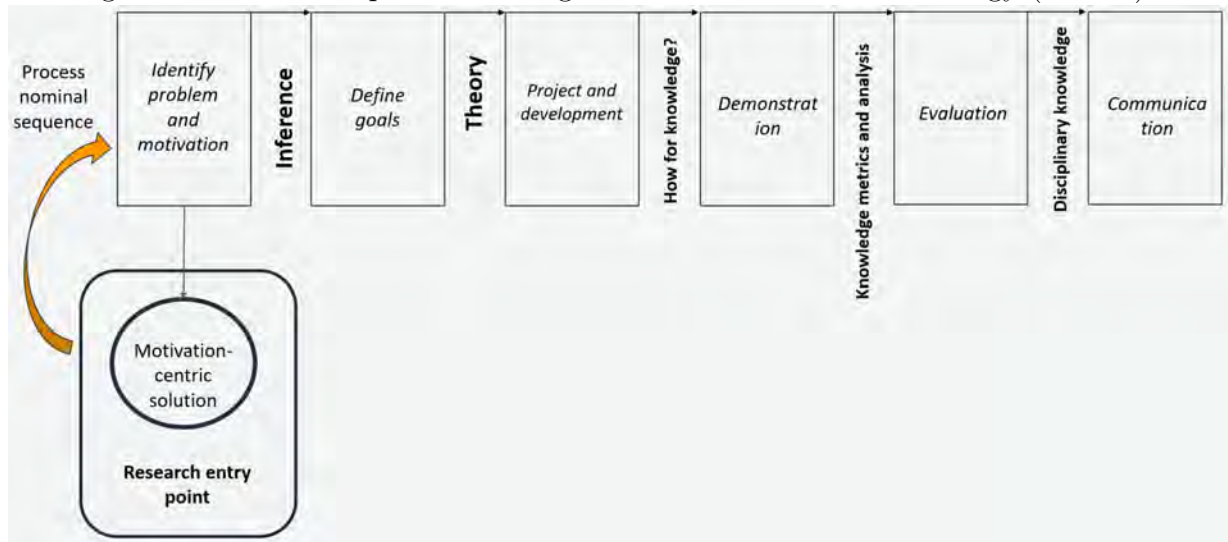 Process
nominal
sequence
Identify
problem
and
motivation
Inference
Define
goals
Theory
Project and
development
How for knowledge?
Demonstrat
ion
Knowledge metrics and analysis
Evaluation
Disciplinary knowledge
Communica
tion
Motivation-
centric
solution
Research entry
point